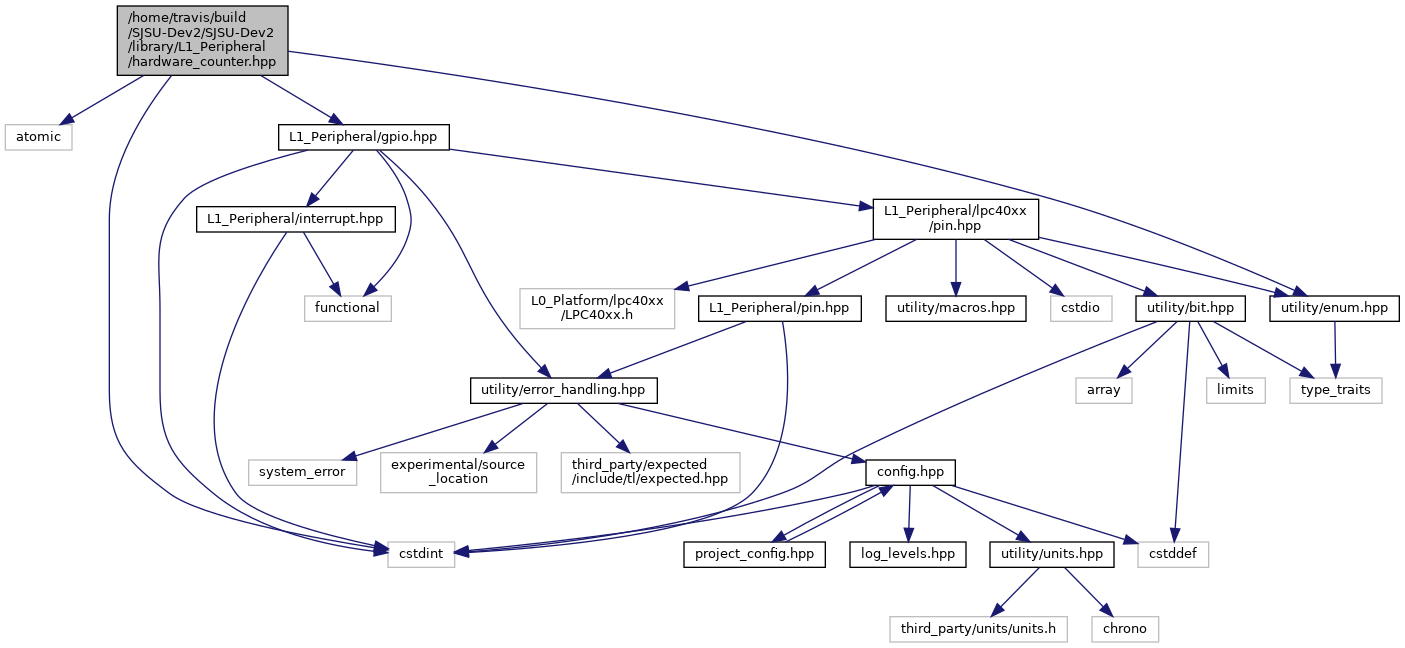 /home/travis/build
/SJSU-Dev2/SJSU-Dev2
/library/L1_Peripheral
/hardware_counter.hpp
atomic
L1_Peripheral/gpio.hpp
L1_Peripheral/interrupt.hpp
L1_Peripheral/lpc40xx
/pin.hpp
functional
L0_Platform/lpc40xx
/LPC40xx.h
L1_Peripheral/pin.hpp
utility/macros.hpp
cstdio
utility/bit.hpp
utility/enum.hpp
utility/error_handling.hpp
array
limits
type_traits
system_error
experimental/source
_location
third_party/expected
/include/tl/expected.hpp
config.hpp
cstdint
project_config.hpp
log_levels.hpp
utility/units.hpp
cstddef
third_party/units/units.h
chrono